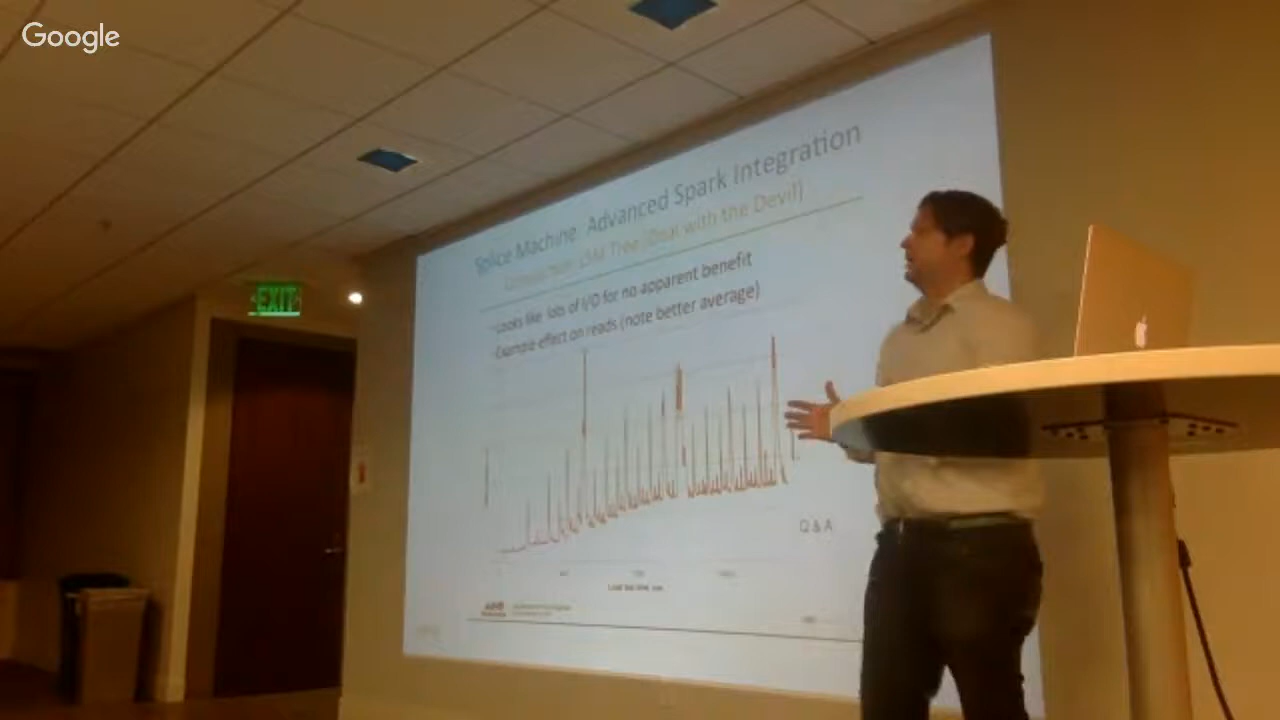 Google
EXIT
Splice Machine Advanced Spark Integration
LSM Tree (Deal with the Devil)
-Looks like lots of I/O for no apparent benefit
-Example effect on reads (note better average)
Q & A